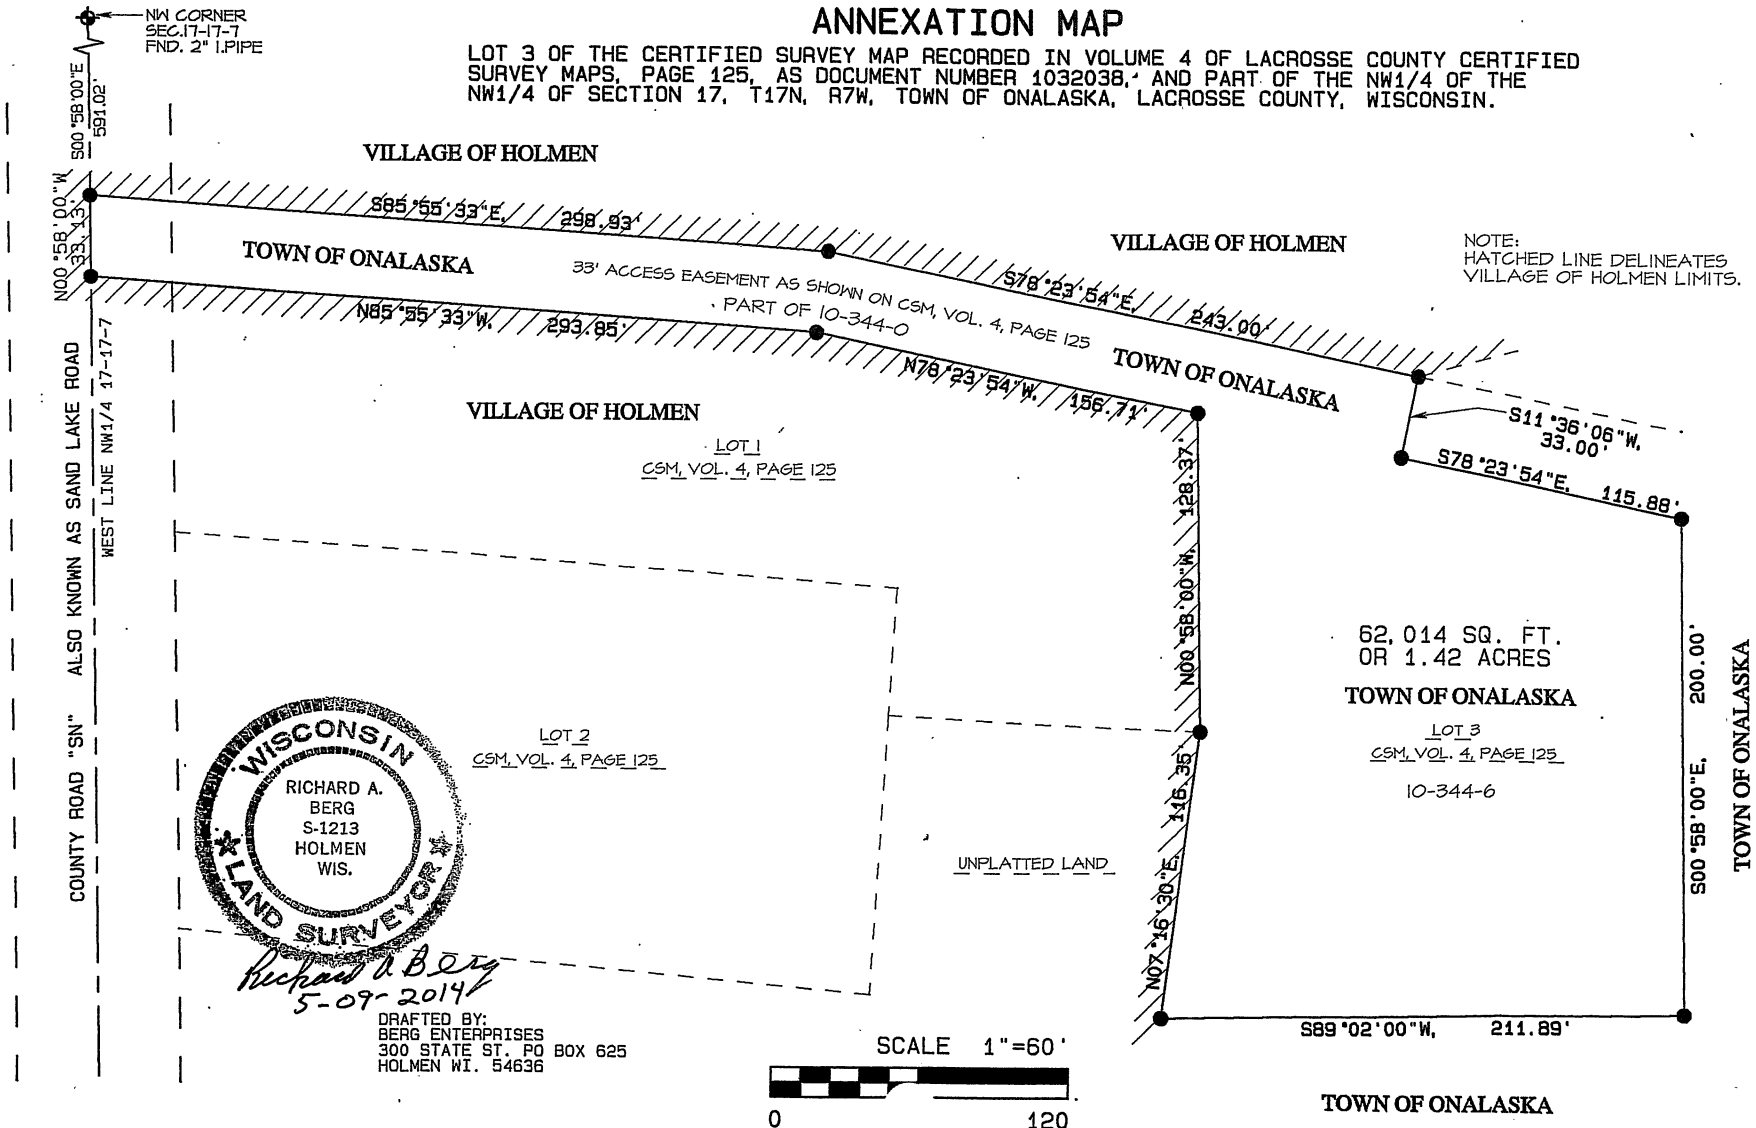 ANNEXATION MAP
LOT 3 OF THE CERTIFIED SURVEY MAP RECORDED IN VOLUME 4 OF LACROSSE COUNTY CERTIFIED
SURVEY MAPS, PAGE 125, AS DOCUMENT NUMBER 1032038, AND PART OF THE NW1/4 OF THE
NW1/4 OF SECTION 17, T17N, R7W, TOWN OF ONALASKA, LACROSSE COUNTY, WISCONSIN.
NW CORNER
SEC.17-17-7
FND. 2" I.PIPE
S00°58'00"E
591.02'
VILLAGE OF HOLMEN
N00°58'00"W
33.13'
S85°55'33"E, 298.93'
TOWN OF ONALASKA
33' ACCESS EASEMENT AS SHOWN ON CSM, VOL. 4, PAGE 125
PART OF 10-344-0
VILLAGE OF HOLMEN
S78°23'54"E, 243.00'
NOTE:
HATCHED LINE DELINEATES
VILLAGE OF HOLMEN LIMITS.
N85°55'33"W, 293.85'
N78°23'54"W, 156.71'
TOWN OF ONALASKA
S11°36'06"W,
33.00'
S78°23'54"E, 115.88'
VILLAGE OF HOLMEN
LOT 1
CSM, VOL. 4, PAGE 125
N00°58'00"W, 128.37'
WEST LINE NW1/4 17-17-7
COUNTY ROAD "SN" ALSO KNOWN AS SAND LAKE ROAD
62,014 SQ. FT.
OR 1.42 ACRES
TOWN OF ONALASKA
LOT 3
CSM, VOL. 4, PAGE 125
10-344-6
S00°58'00"E, 200.00'
TOWN OF ONALASKA
LOT 2
CSM, VOL. 4, PAGE 125
N07°16'30"E, 116.35'
UNPLATTED LAND
WISCONSIN
RICHARD A.
BERG
S-1213
HOLMEN
WIS.
LAND SURVEYOR
Richard A Berg
5-09-2014
DRAFTED BY:
BERG ENTERPRISES
300 STATE ST. PO BOX 625
HOLMEN WI. 54636
S89°02'00"W, 211.89'
SCALE 1"=60'
0 120
TOWN OF ONALASKA